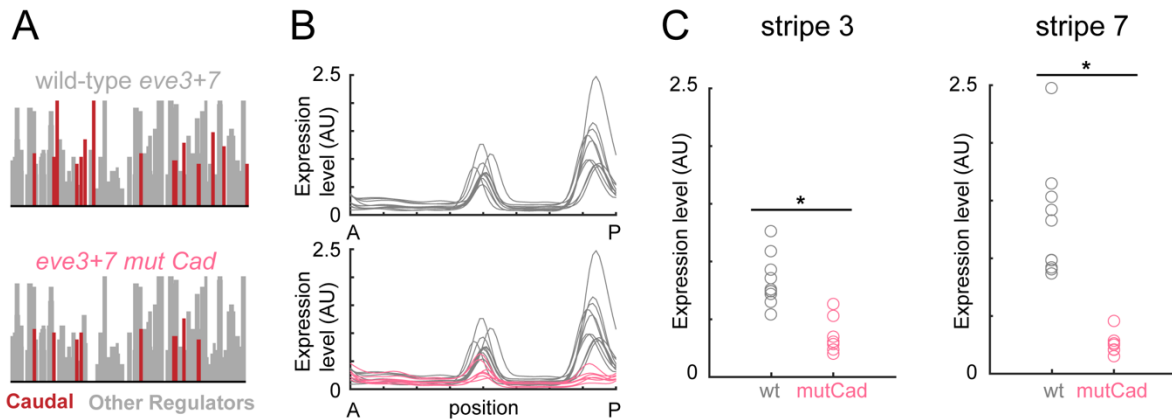 A
wild-type eve3+7
eve3+7 mut Cad
Caudal Other Regulators
B
Expression level (AU)
2.5
0
A P
Expression level (AU)
2.5
0
A position P
C
stripe 3
Expression level (AU)
2.5
0
*
wt mutCad
stripe 7
Expression level (AU)
2.5
0
*
wt mutCad